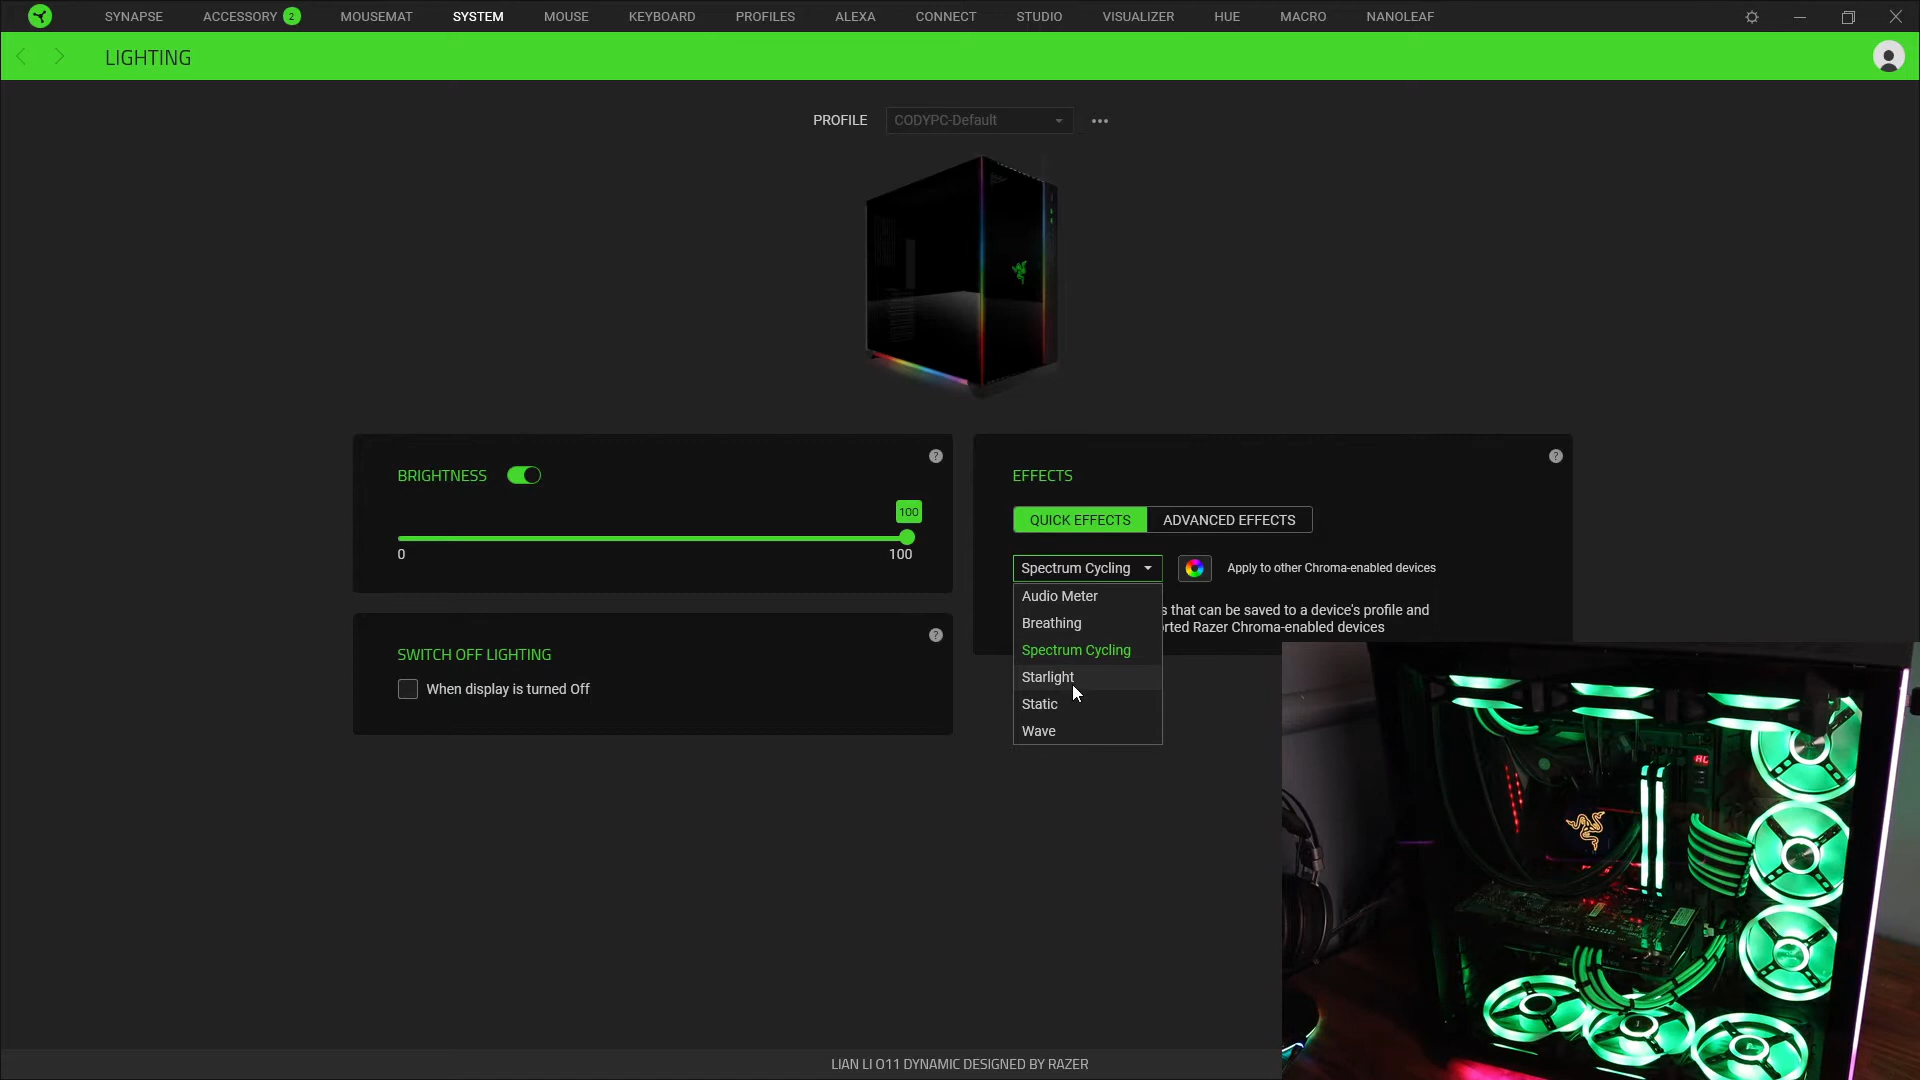 SYNAPSE ACCESSORY 2 MOUSEMAT SYSTEM MOUSE KEYBOARD PROFILES ALEXA CONNECT STUDIO VISUALIZER HUE MACRO NANOLEAF
LIGHTING
PROFILE CODYPC-Default
BRIGHTNESS ?
100
0 100
SWITCH OFF LIGHTING ?
When display is turned Off
EFFECTS ?
QUICK EFFECTS ADVANCED EFFECTS
Spectrum Cycling Apply to other Chroma-enabled devices
Audio Meter
s that can be saved to a device's profile and
Breathing
rted Razer Chroma-enabled devices
Spectrum Cycling
Starlight
Static
Wave
LIAN LI O11 DYNAMIC DESIGNED BY RAZER